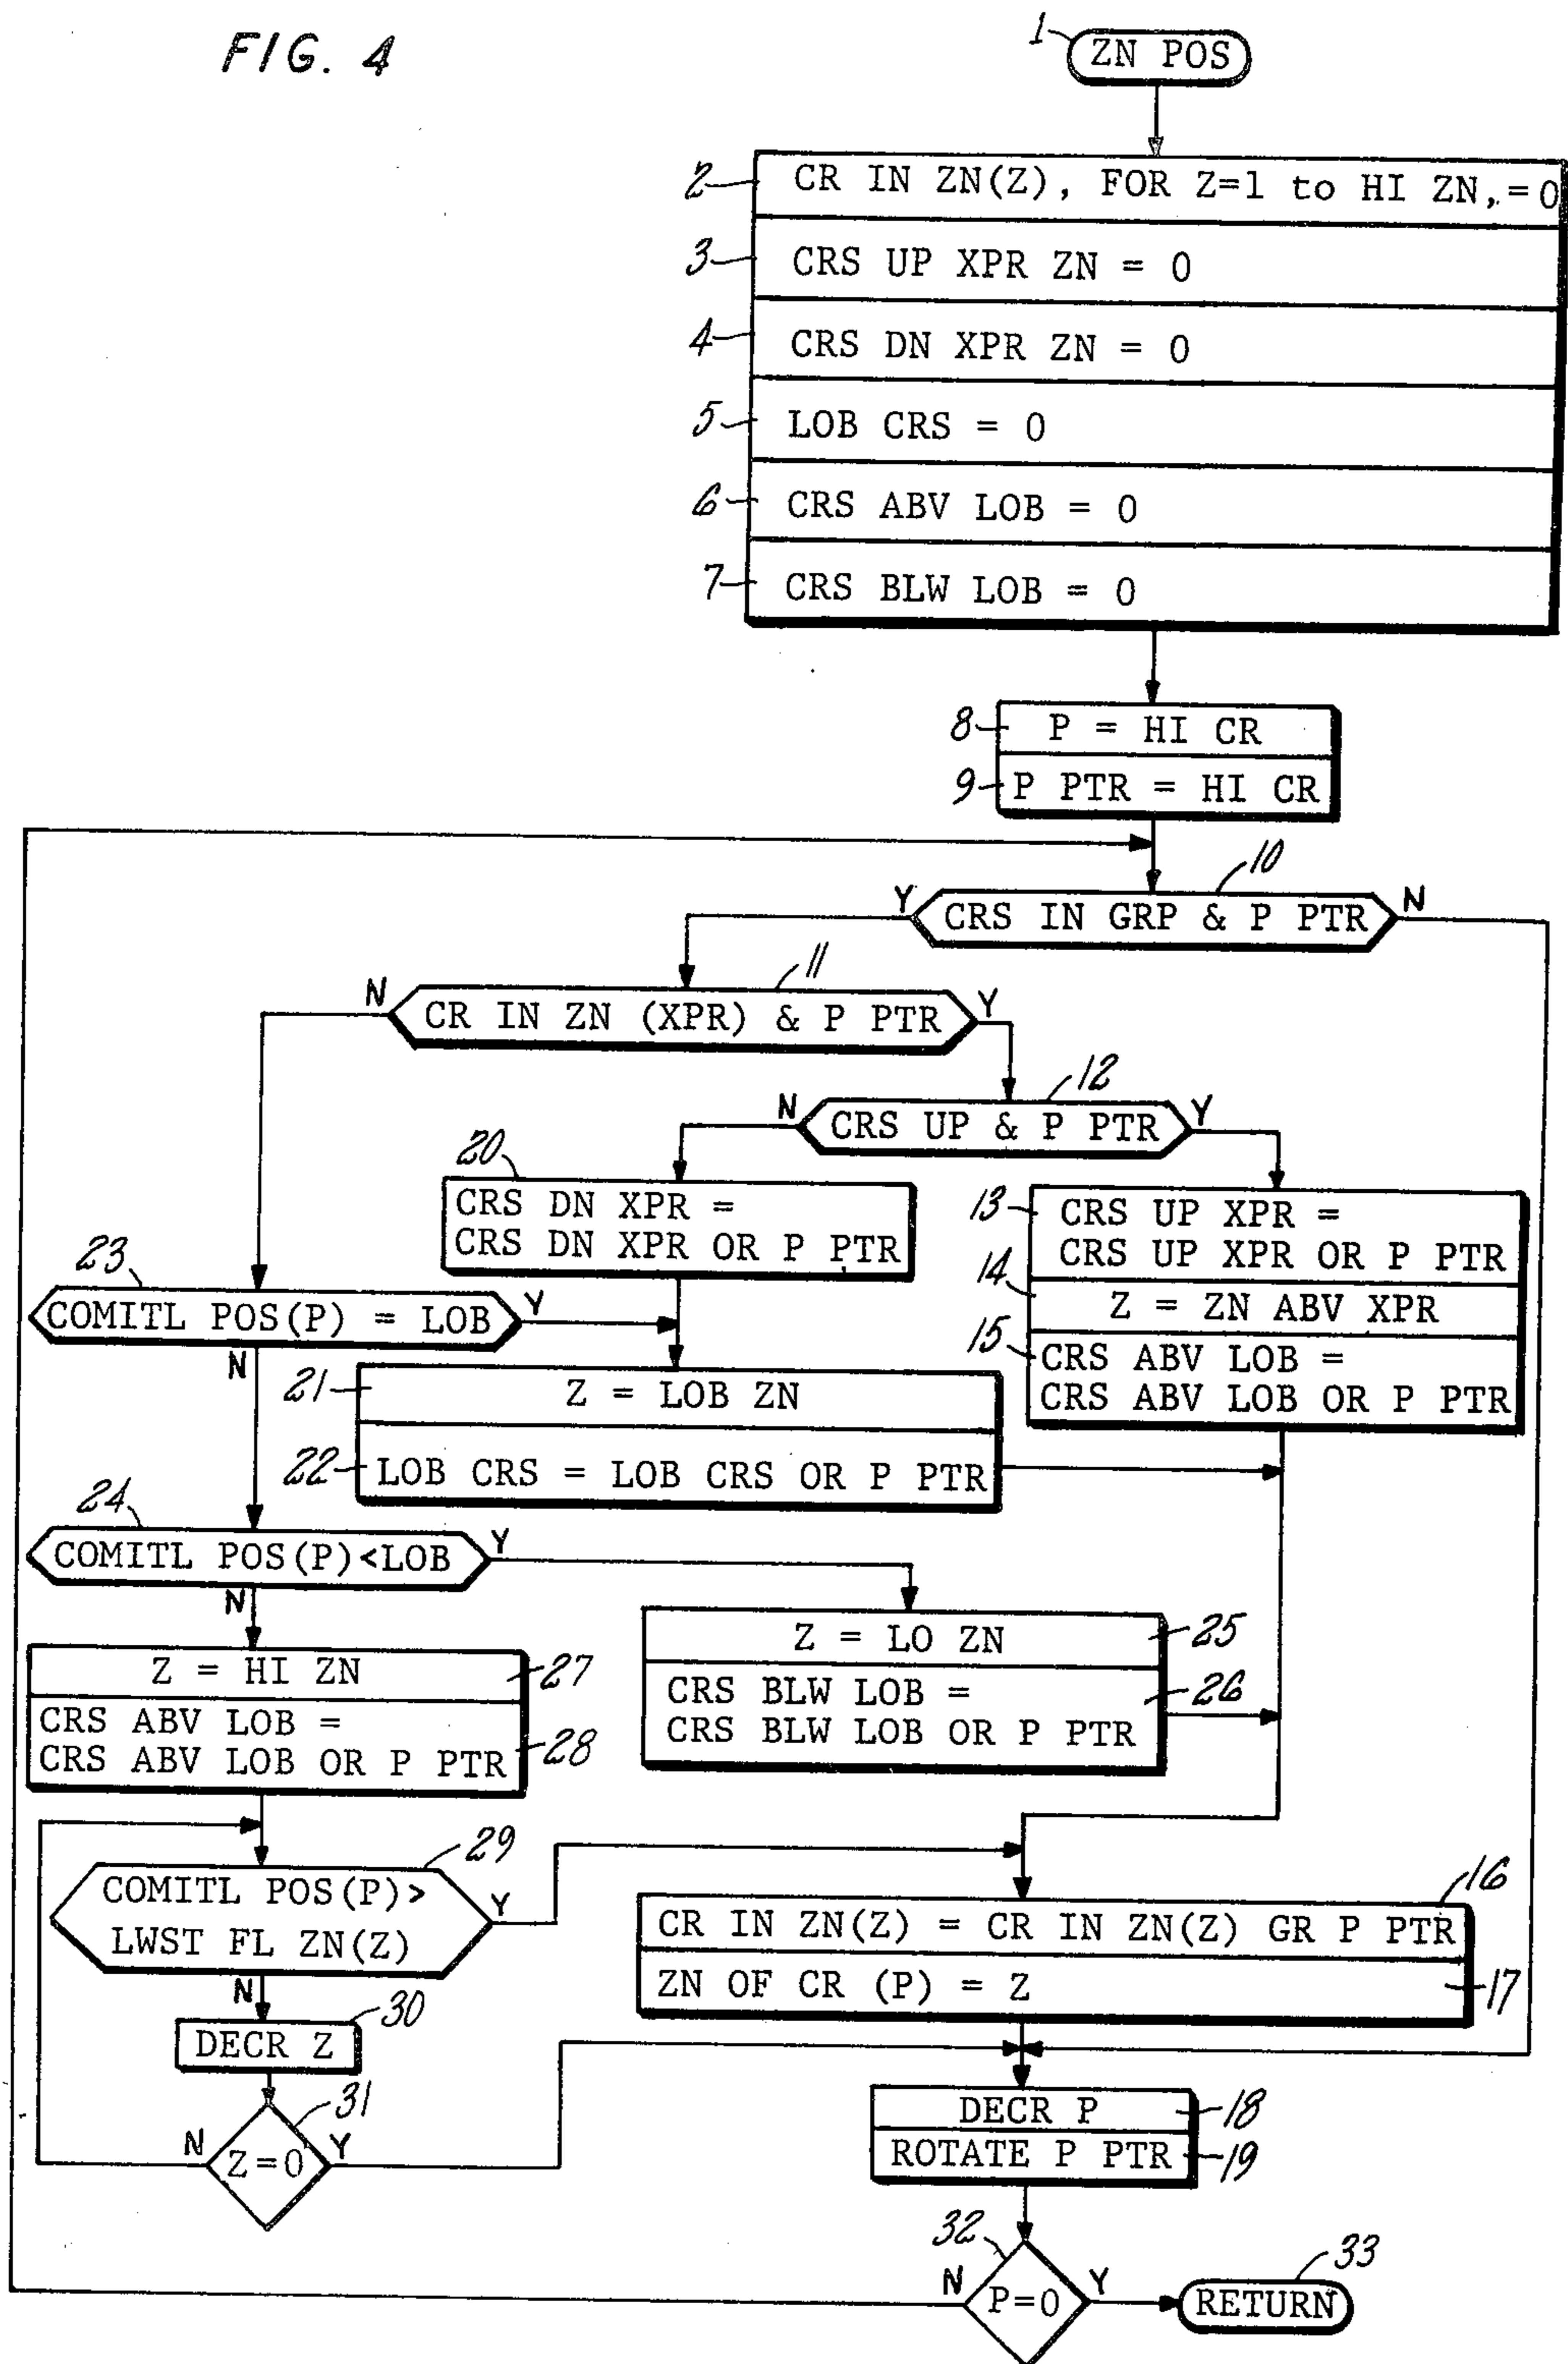 FIG. 4
1
ZN POS
2
CR IN ZN(Z), FOR Z=1 to HI ZN,=0
3
CRS UP XPR ZN = 0
4
CRS DN XPR ZN = 0
5
LOB CRS = 0
6
CRS ABV LOB = 0
7
CRS BLW LOB = 0
8
P = HI CR
9
P PTR = HI CR
10
Y
CRS IN GRP & P PTR
N
11
N
CR IN ZN (XPR) & P PTR
Y
12
N
CRS UP & P PTR
Y
20
CRS DN XPR =
CRS DN XPR OR P PTR
13
CRS UP XPR =
CRS UP XPR OR P PTR
14
Z = ZN ABV XPR
15
CRS ABV LOB =
CRS ABV LOB OR P PTR
23
COMITL POS(P) = LOB
Y
N
21
Z = LOB ZN
22
LOB CRS = LOB CRS OR P PTR
24
COMITL POS(P)<LOB
Y
N
Z = LO ZN
25
CRS BLW LOB =
CRS BLW LOB OR P PTR
26
Z = HI ZN
27
CRS ABV LOB =
CRS ABV LOB OR P PTR
28
29
COMITL POS(P)>
LWST FL ZN(Z)
Y
N
16
CR IN ZN(Z) = CR IN ZN(Z) GR P PTR
ZN OF CR (P) = Z
17
30
DECR Z
31
N
Z=0
Y
DECR P
18
ROTATE P PTR
19
32
N
P=0
Y
33
RETURN